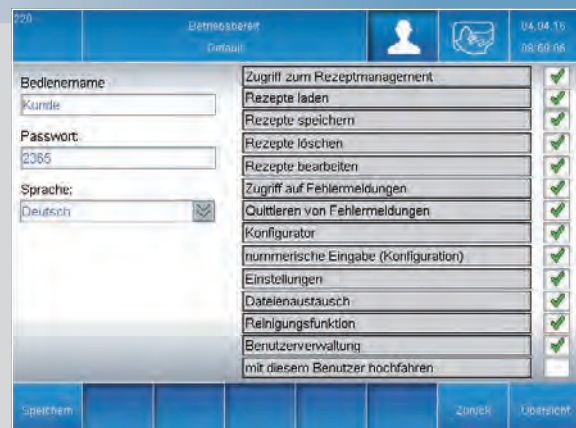 220
Betriebsbereit
Default
04.04.16
08:59:06
Bedienername
Kunde
Passwort:
2365
Sprache:
Deutsch
Zugriff zum Rezeptmanagement
Rezepte laden
Rezepte speichern
Rezepte löschen
Rezepte bearbeiten
Zugriff auf Fehlermeldungen
Quittieren von Fehlermeldungen
Konfigurator
nummerische Eingabe (Konfiguration)
Einstellungen
Dateienaustausch
Reinigungsfunktion
Benutzerverwaltung
mit diesem Benutzer hochfahren
Speichern
Zurück
Übersicht